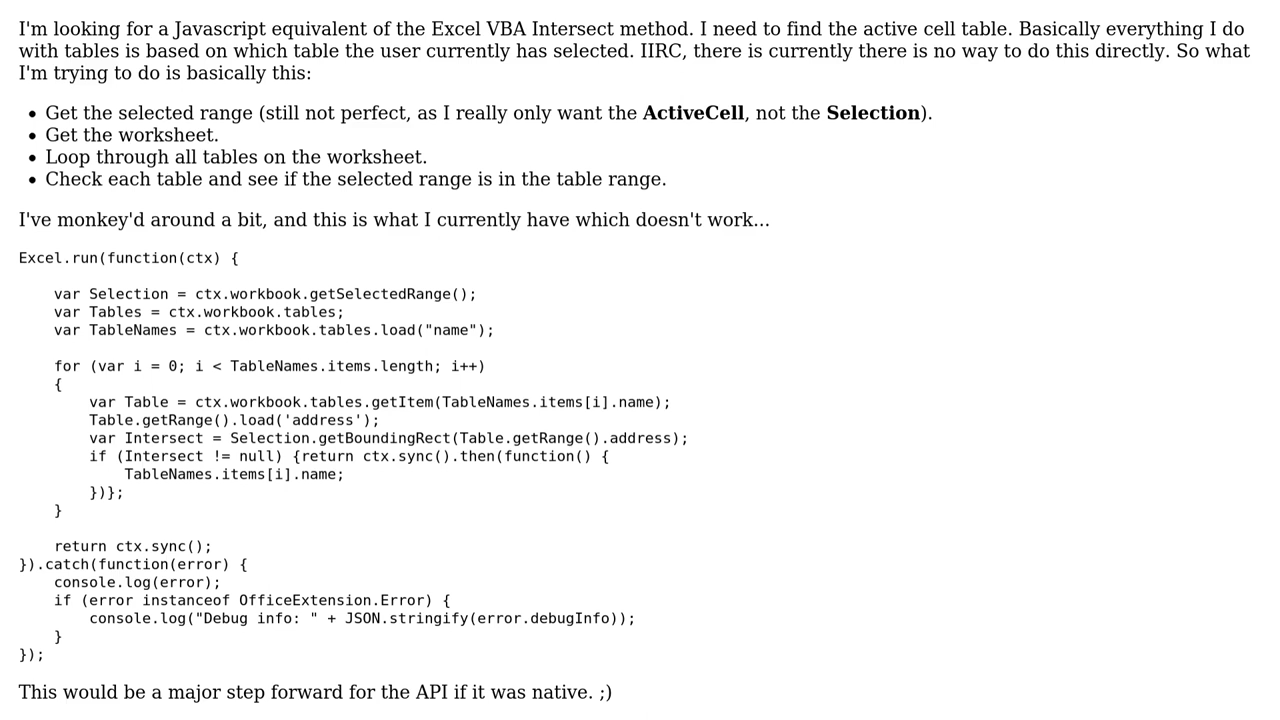 I'm looking for a Javascript equivalent of the Excel VBA Intersect method. I need to find the active cell table. Basically everything I do
with tables is based on which table the user currently has selected. IIRC, there is currently there is no way to do this directly. So what
I'm trying to do is basically this:
• Get the selected range (still not perfect, as I really only want the ActiveCell, not the Selection).
• Get the worksheet.
• Loop through all tables on the worksheet.
• Check each table and see if the selected range is in the table range.
I've monkey'd around a bit, and this is what I currently have which doesn't work...
Excel.run(function(ctx) {
    var Selection = ctx.workbook.getSelectedRange();
    var Tables = ctx.workbook.tables;
    var TableNames = ctx.workbook.tables.load("name");
    for (var i = 0; i < TableNames.items.length; i++)
    {
        var Table = ctx.workbook.tables.getItem(TableNames.items[i].name);
        Table.getRange().load('address');
        var Intersect = Selection.getBoundingRect(Table.getRange().address);
        if (Intersect != null) {return ctx.sync().then(function() {
            TableNames.items[i].name;
        })};
    }
    return ctx.sync();
}).catch(function(error) {
    console.log(error);
    if (error instanceof OfficeExtension.Error) {
        console.log("Debug info: " + JSON.stringify(error.debugInfo));
    }
});
This would be a major step forward for the API if it was native. ;)